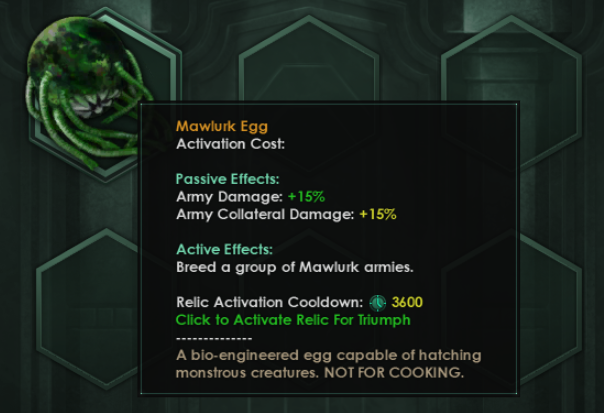 Mawlurk Egg
Activation Cost:
Passive Effects:
Army Damage: +15%
Army Collateral Damage: +15%
Active Effects:
Breed a group of Mawlurk armies.
Relic Activation Cooldown: 3600
Click to Activate Relic For Triumph
--------------
A bio-engineered egg capable of hatching
monstrous creatures. NOT FOR COOKING.